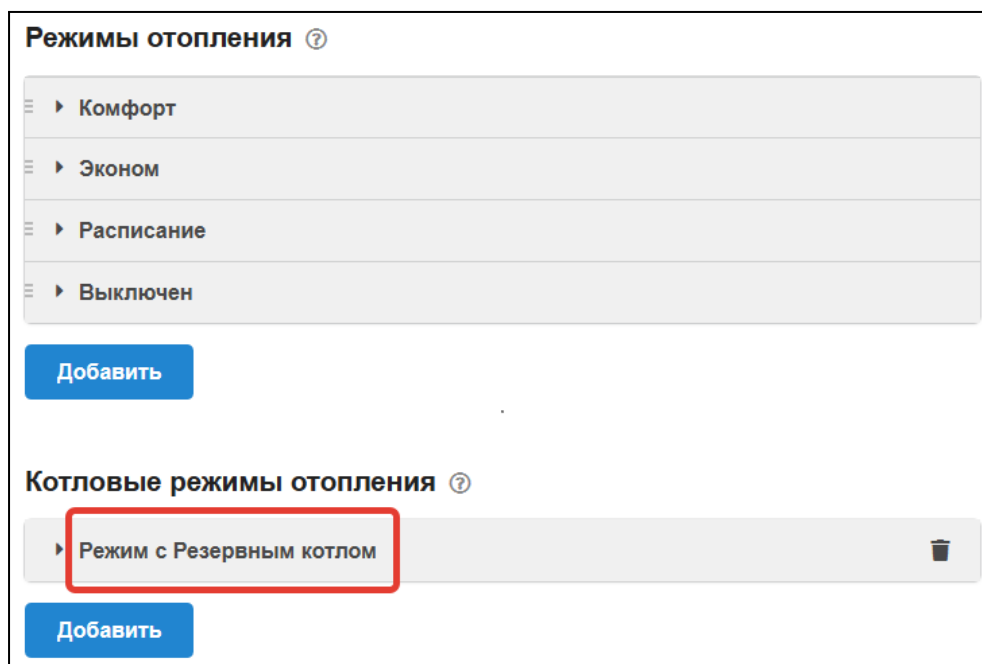 Режимы отопления ?
Комфорт
Эконом
Расписание
Выключен
Добавить
Котловые режимы отопления ?
Режим с Резервным котлом
Добавить